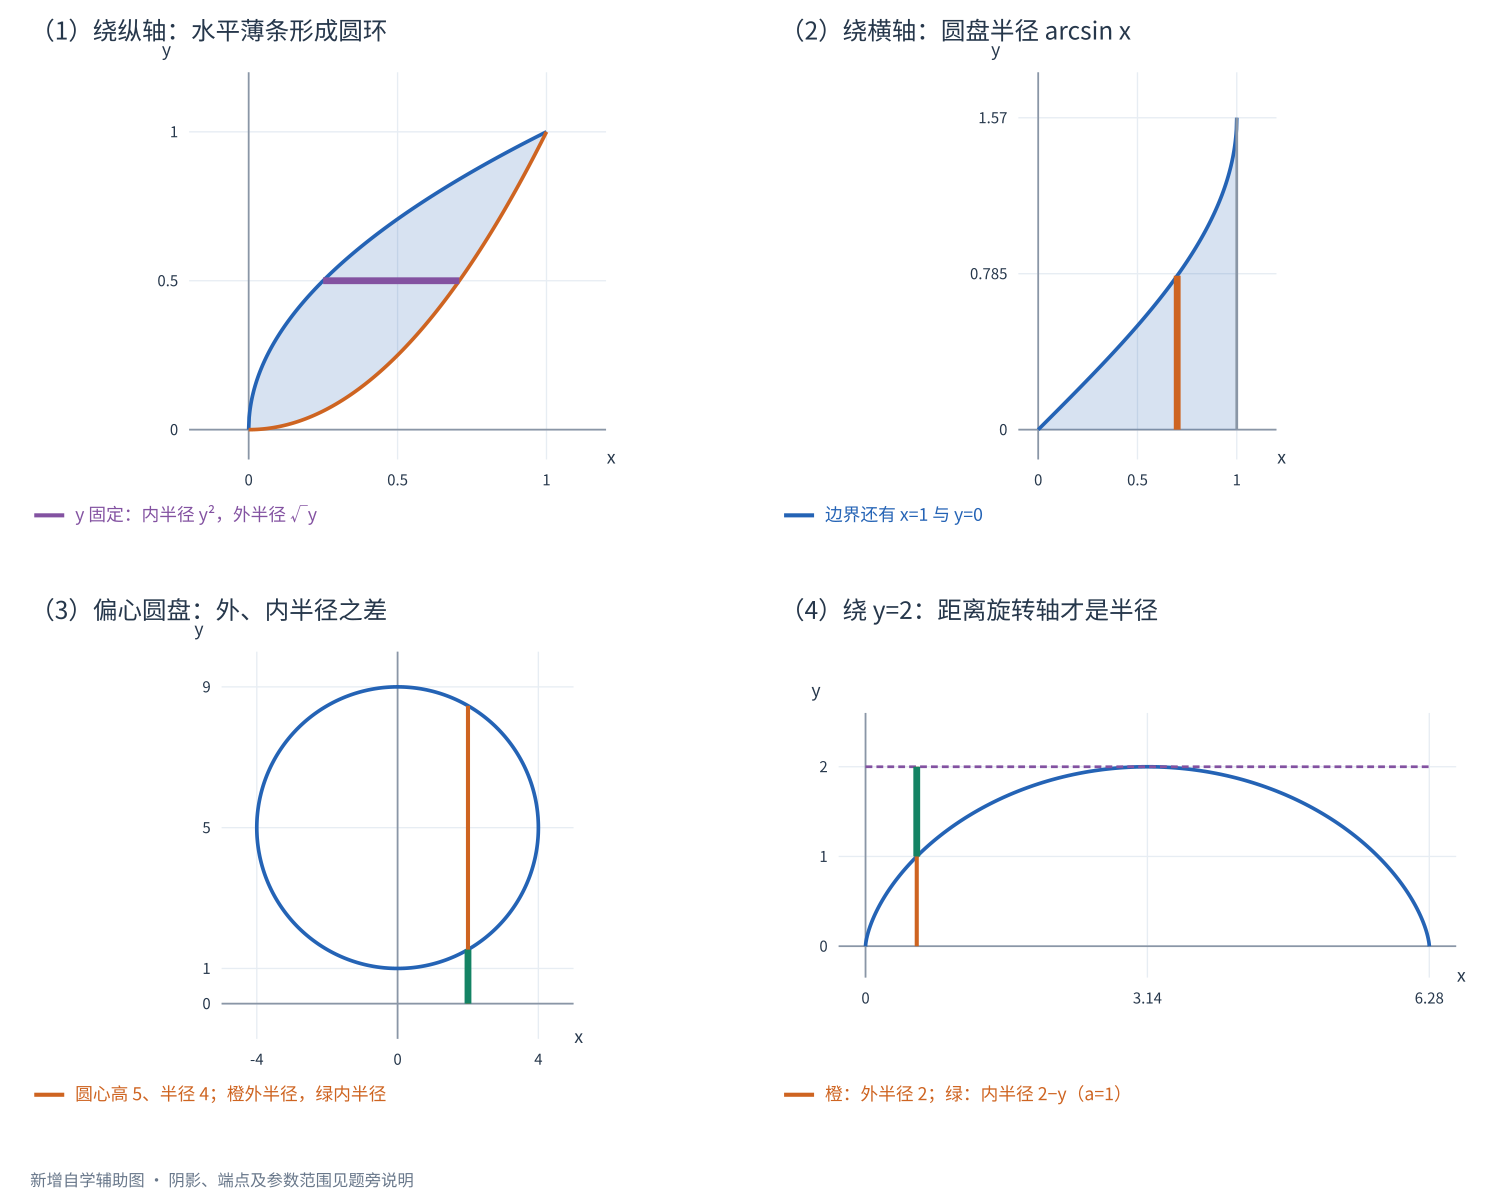 （1）绕纵轴：水平薄条形成圆环
y
1
0.5
0
x
0
0.5
1
y 固定：内半径 y²，外半径 √y
（2）绕横轴：圆盘半径 arcsin x
y
1.57
0.785
0
x
0
0.5
1
边界还有 x=1 与 y=0
（3）偏心圆盘：外、内半径之差
y
9
5
1
0
x
-4
0
4
圆心高 5、半径 4；橙外半径，绿内半径
（4）绕 y=2：距离旋转轴才是半径
y
2
1
0
x
0
3.14
6.28
橙：外半径 2；绿：内半径 2−y（a=1）
新增自学辅助图 · 阴影、端点及参数范围见题旁说明